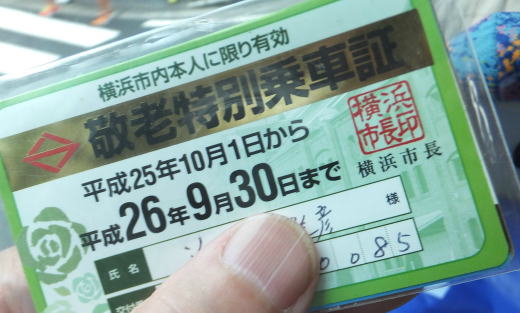 横浜市内本人に限り有効
敬老特別乗車証
平成25年10月1日から
平成26年9月30日まで
横浜市長印
横浜市長
氏名
様
0085